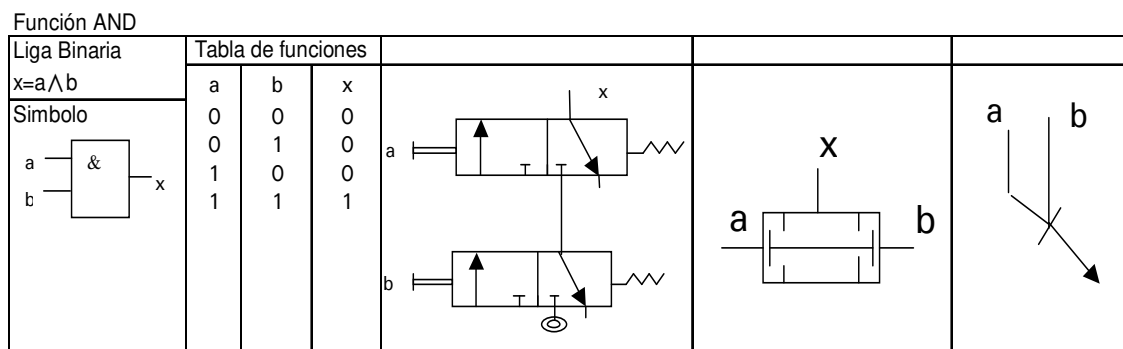 Función AND
Liga Binaria
Tabla de funciones
x=a⋀b
a b x
Simbolo
0 0 0
0 1 0
1 0 0
1 1 1
a & x
b
x
a
b
x
a b
a b